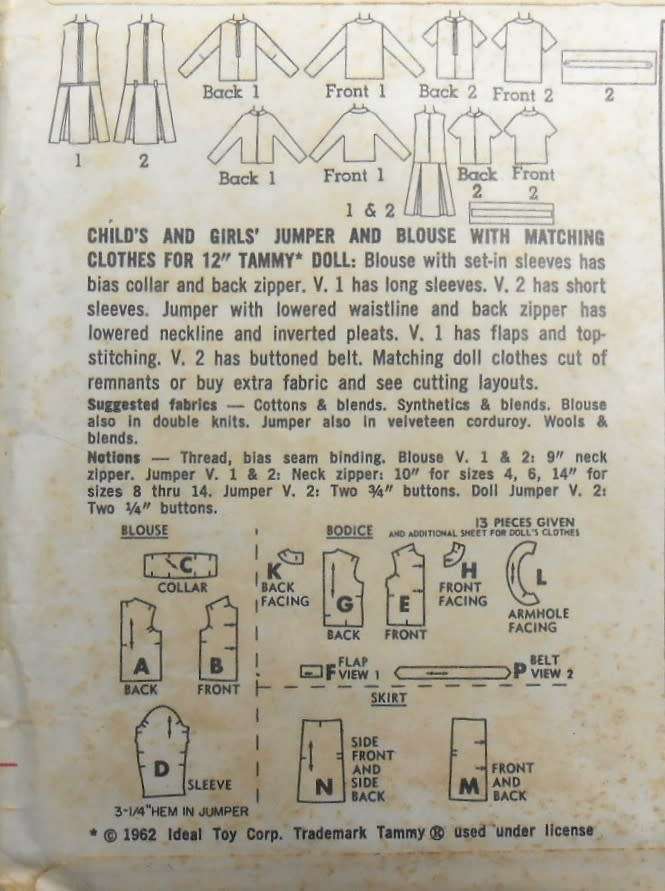 1 2 Back 1 Front 1 Back 2 Front 2 2
Back 1 Front 1 Back 2 Front 2
1 & 2
CHILD'S AND GIRLS' JUMPER AND BLOUSE WITH MATCHING
CLOTHES FOR 12" TAMMY* DOLL: Blouse with set-in sleeves has
bias collar and back zipper. V. 1 has long sleeves. V. 2 has short
sleeves. Jumper with lowered waistline and back zipper has
lowered neckline and inverted pleats. V. 1 has flaps and top-
stitching. V. 2 has buttoned belt. Matching doll clothes cut of
remnants or buy extra fabric and see cutting layouts.
Suggested fabrics — Cottons & blends. Synthetics & blends. Blouse
also in double knits. Jumper also in velveteen corduroy. Wools &
blends.
Notions — Thread, bias seam binding. Blouse V. 1 & 2: 9" neck
zipper. Jumper V. 1 & 2: Neck zipper: 10" for sizes 4, 6, 14" for
sizes 8 thru 14. Jumper V. 2: Two ¾" buttons. Doll Jumper V. 2:
Two ¼" buttons.
13 PIECES GIVEN
AND ADDITIONAL SHEET FOR DOLL'S CLOTHES
BLOUSE
C
COLLAR
A
BACK
B
FRONT
D
SLEEVE
3-1/4"HEM IN JUMPER
BODICE
K
BACK
FACING
G
BACK
E
FRONT
H
FRONT
FACING
L
ARMHOLE
FACING
F FLAP
VIEW 1
P BELT
VIEW 2
SKIRT
N
SIDE
FRONT
AND
SIDE
BACK
M
FRONT
AND
BACK
* © 1962 Ideal Toy Corp. Trademark Tammy ® used under license